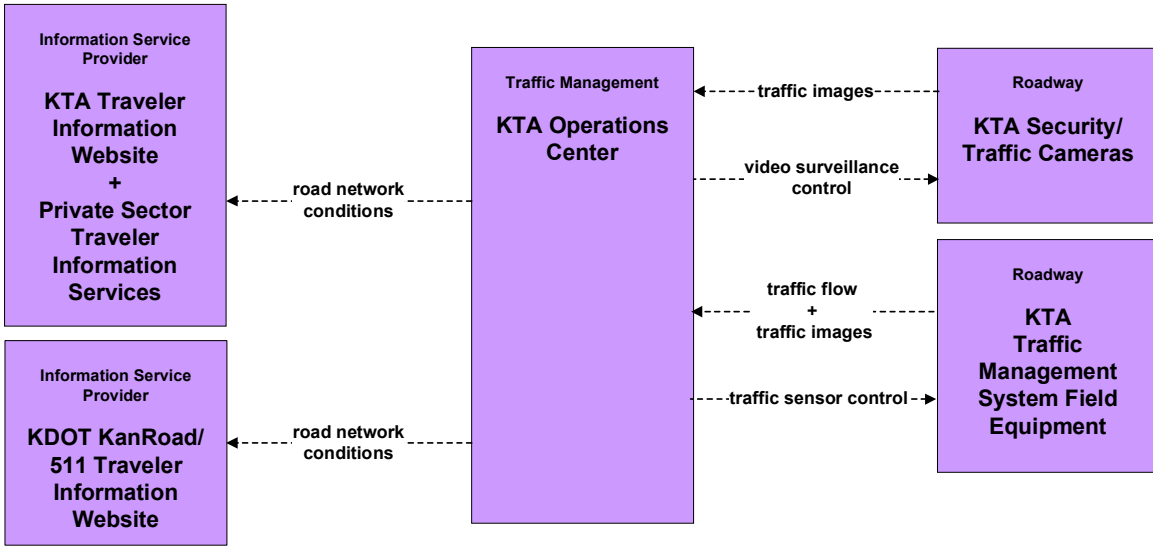 Information Service
Provider
KTA Traveler
Information
Website
+
Private Sector
Traveler
Information
Services
Information Service
Provider
KDOT KanRoad/
511 Traveler
Information
Website
road network
conditions
road network
conditions
Traffic Management
KTA Operations
Center
traffic images
video surveillance
control
traffic flow
+
traffic images
traffic sensor control
Roadway
KTA Security/
Traffic Cameras
Roadway
KTA
Traffic
Management
System Field
Equipment